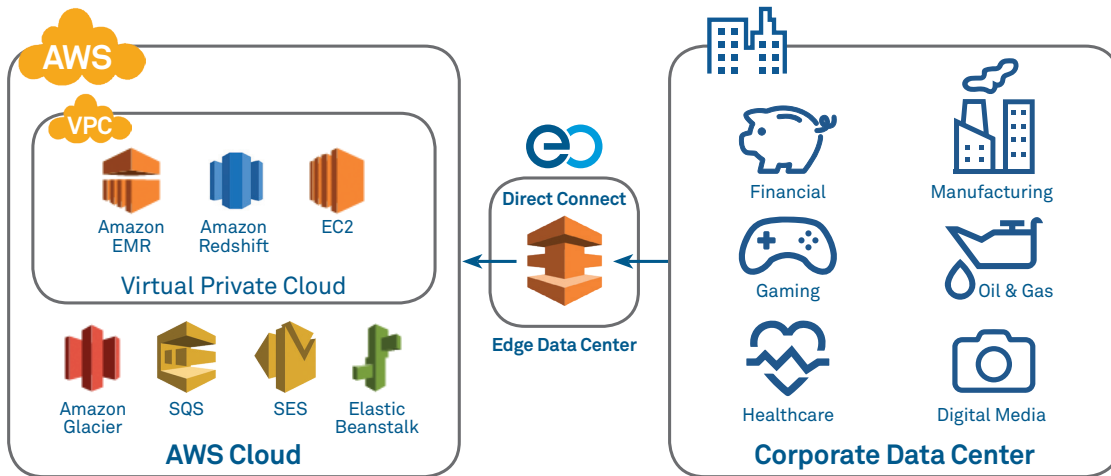 AWS
VPC
Amazon
EMR
Amazon
Redshift
EC2
Virtual Private Cloud
Amazon
Glacier
SQS
SES
Elastic
Beanstalk
AWS Cloud
Direct Connect
Edge Data Center
Financial
Manufacturing
Gaming
Oil & Gas
Healthcare
Digital Media
Corporate Data Center